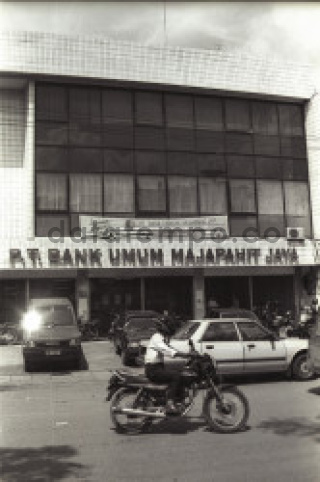 P.T. BANK UMUM MAJAPAHIT JAYA
datatempo.co